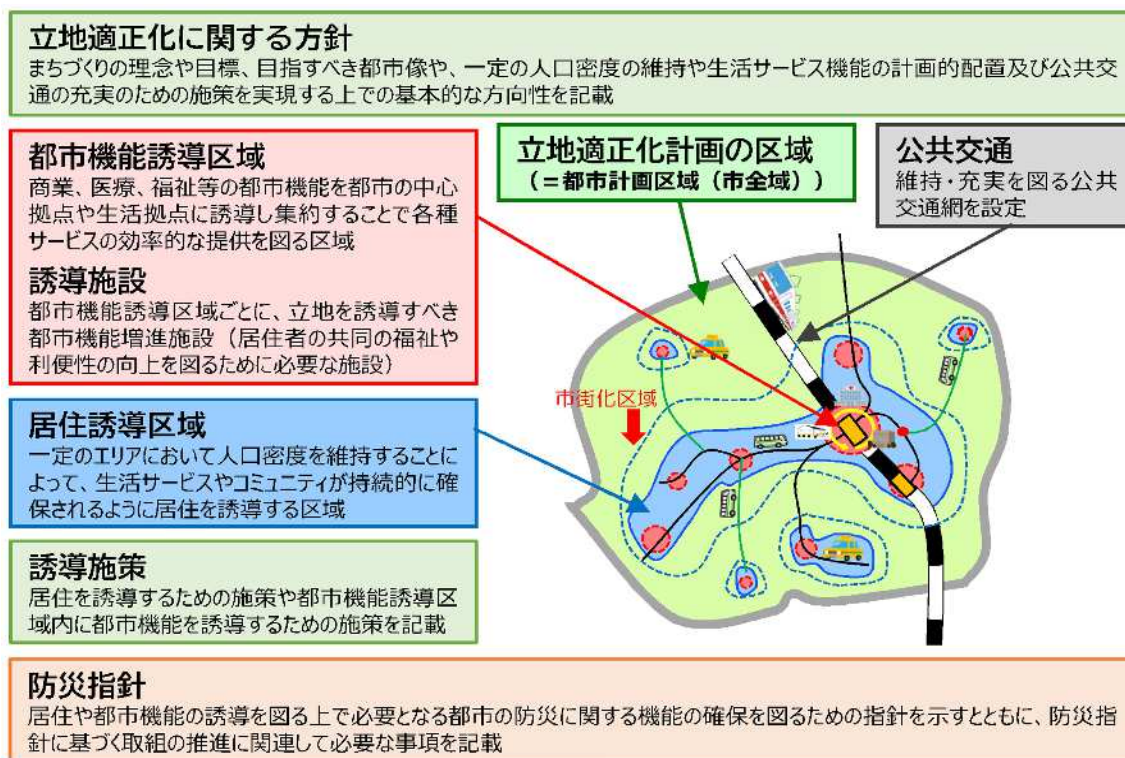 立地適正化に関する方針
まちづくりの理念や目標、目指すべき都市像や、一定の人口密度の維持や生活サービス機能の計画的配置及び公共交
通の充実のための施策を実現する上での基本的な方向性を記載
都市機能誘導区域
商業、医療、福祉等の都市機能を都市の中心
拠点や生活拠点に誘導し集約することで各種
サービスの効率的な提供を図る区域
誘導施設
都市機能誘導区域ごとに、立地を誘導すべき
都市機能増進施設（居住者の共同の福祉や
利便性の向上を図るために必要な施設）
立地適正化計画の区域
（＝都市計画区域（市全域））
公共交通
維持・充実を図る公共
交通網を設定
市街化区域
居住誘導区域
一定のエリアにおいて人口密度を維持することに
よって、生活サービスやコミュニティが持続的に確
保されるように居住を誘導する区域
誘導施策
居住を誘導するための施策や都市機能誘導区
域内に都市機能を誘導するための施策を記載
防災指針
居住や都市機能の誘導を図る上で必要となる都市の防災に関する機能の確保を図るための指針を示すとともに、防災指
針に基づく取組の推進に関連して必要な事項を記載